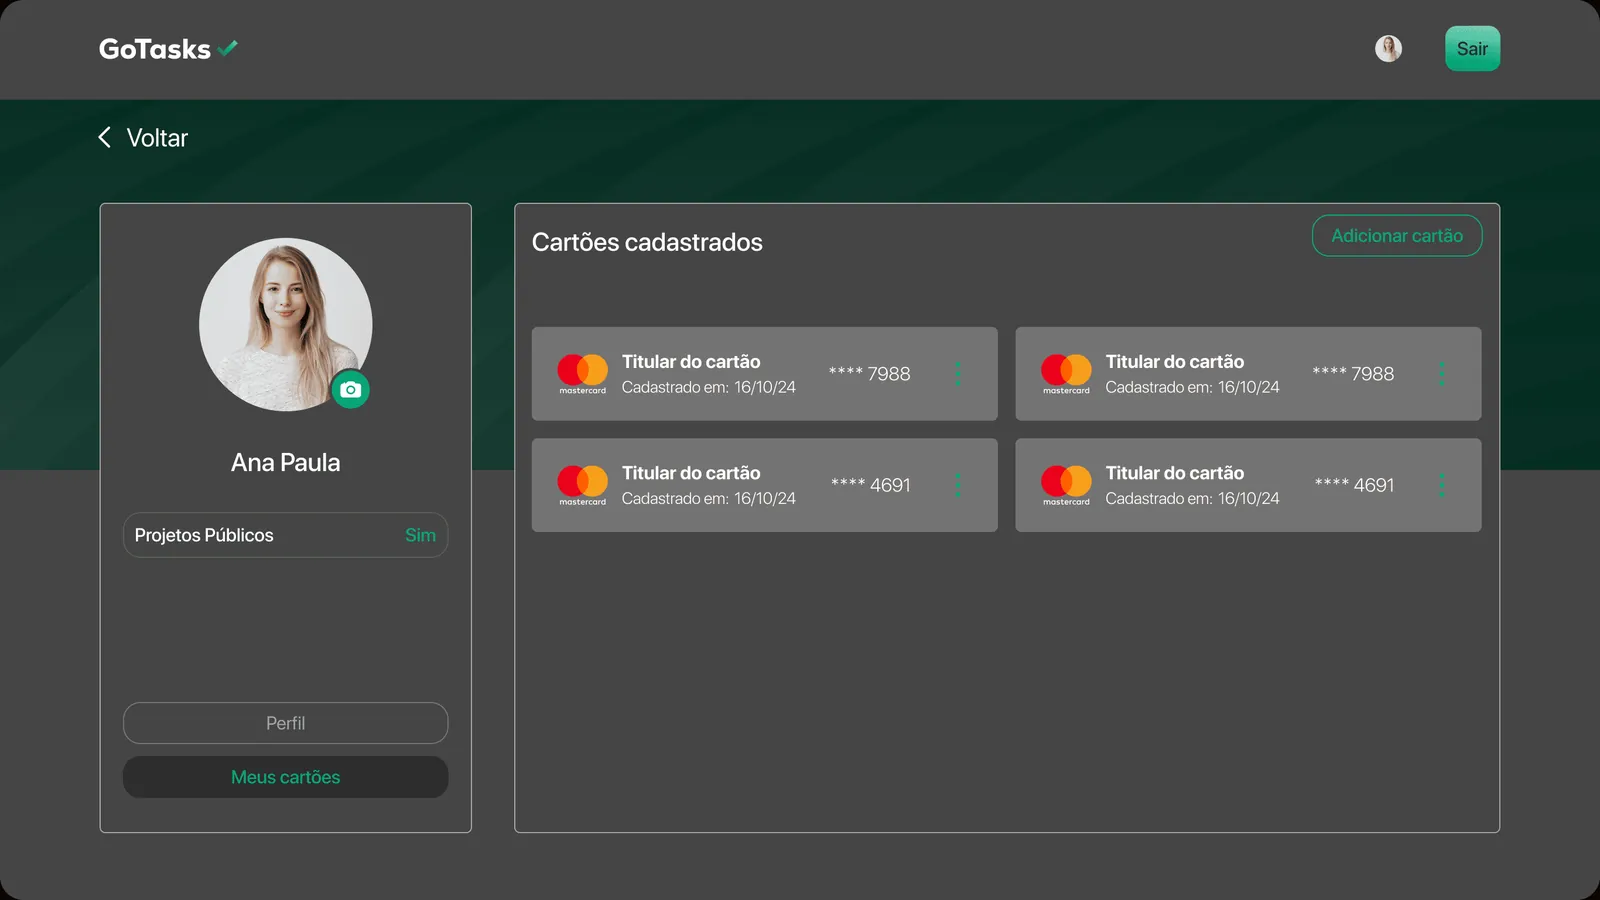 GoTasks
Sair
Voltar
Ana Paula
Projetos Públicos Sim
Perfil
Meus cartões
Cartões cadastrados
Adicionar cartão
mastercard
Titular do cartão
Cadastrado em: 16/10/24
**** 7988
mastercard
Titular do cartão
Cadastrado em: 16/10/24
**** 7988
mastercard
Titular do cartão
Cadastrado em: 16/10/24
**** 4691
mastercard
Titular do cartão
Cadastrado em: 16/10/24
**** 4691